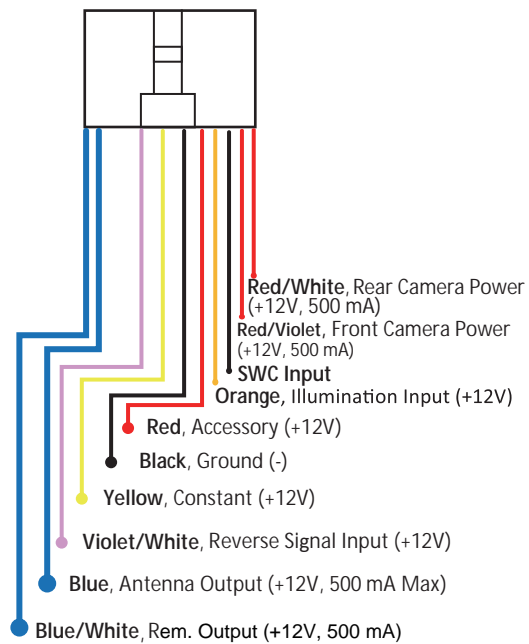 Red/White, Rear Camera Power
(+12V, 500 mA)
Red/Violet, Front Camera Power
(+12V, 500 mA)
SWC Input
Orange, Illumination Input (+12V)
Red, Accessory (+12V)
Black, Ground (-)
Yellow, Constant (+12V)
Violet/White, Reverse Signal Input (+12V)
Blue, Antenna Output (+12V, 500 mA Max)
Blue/White, Rem. Output (+12V, 500 mA)